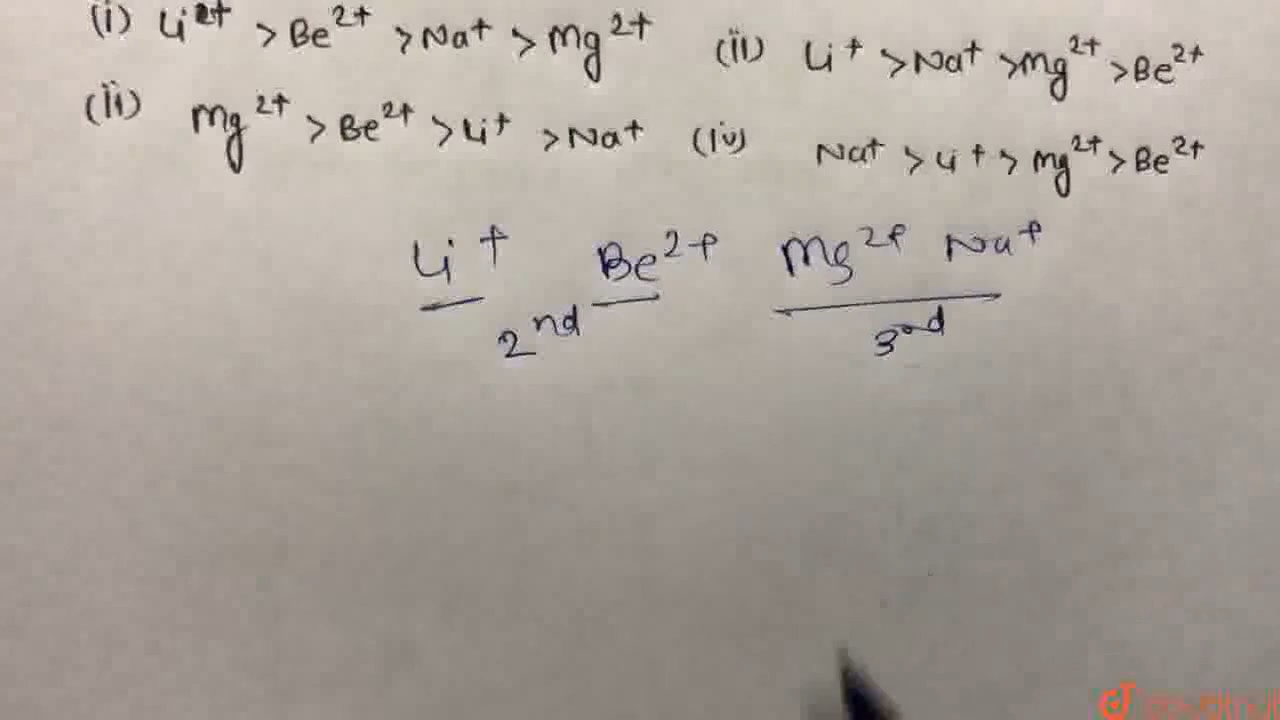 (i) Li2+ > Be2+ > Na+ > Mg2+ (ii) Li+ > Na+ > Mg2+ > Be2+
(ii) Mg2+ > Be2+ > Li+ > Na+ (iv) Na+ > Li+ > Mg2+ > Be2+
Li+ Be2+ Mg2+ Na+
2nd 3rd